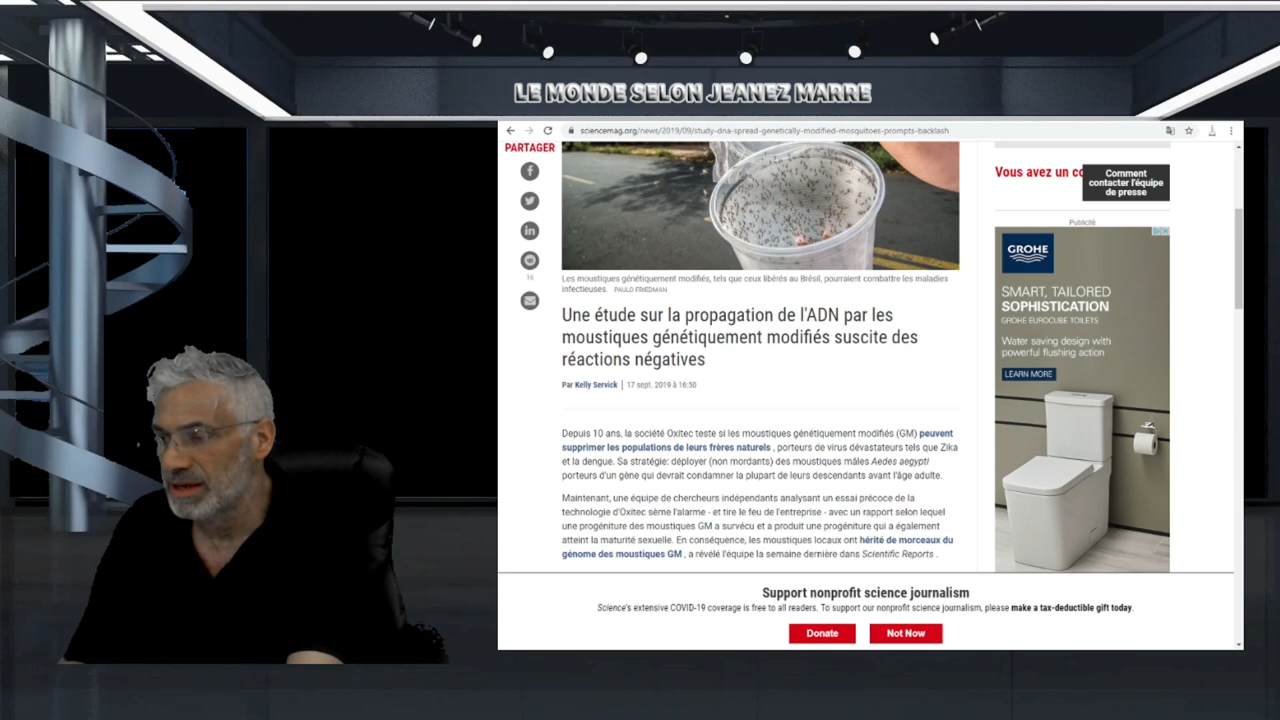 LE MONDE SELON JEANEZ MARRE
sciencemag.org/news/2019/09/study-dna-spread-genetically-modified-mosquitoes-prompts-backlash
PARTAGER
16
Les moustiques génétiquement modifiés, tels que ceux libérés au Brésil, pourraient combattre les maladies
infectieuses. PAULO FRIEDMAN
Une étude sur la propagation de l'ADN par les
moustiques génétiquement modifiés suscite des
réactions négatives
Par Kelly Servick | 17 sept. 2019 à 16:50
Depuis 10 ans, la société Oxitec teste si les moustiques génétiquement modifiés (GM) peuvent
supprimer les populations de leurs frères naturels , porteurs de virus dévastateurs tels que Zika
et la dengue. Sa stratégie: déployer (non mordants) des moustiques mâles Aedes aegypti
porteurs d'un gène qui devrait condamner la plupart de leurs descendants avant l'âge adulte.
Maintenant, une équipe de chercheurs indépendants analysant un essai précoce de la
technologie d'Oxitec sème l'alarme - et tire le feu de l'entreprise - avec un rapport selon lequel
une progéniture des moustiques GM a survécu et a produit une progéniture qui a également
atteint la maturité sexuelle. En conséquence, les moustiques locaux ont hérité de morceaux du
génome des moustiques GM , a révélé l'équipe la semaine dernière dans Scientific Reports .
Vous avez un co
Comment
contacter l'équipe
de presse
Publicité
GROHE
SMART, TAILORED
SOPHISTICATION
GROHE EUROCUBE TOILETS
Water saving design with
powerful flushing action
LEARN MORE
Support nonprofit science journalism
Science's extensive COVID-19 coverage is free to all readers. To support our nonprofit science journalism, please make a tax-deductible gift today.
Donate
Not Now